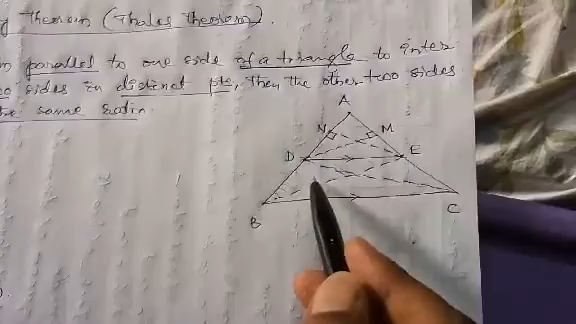 y Theorem (Thales Theorem).
n parallel to one side of a triangle to inter
o sides in distinct pts, Then the other two sides
the same ratio.
A
N M
D E
B C
).